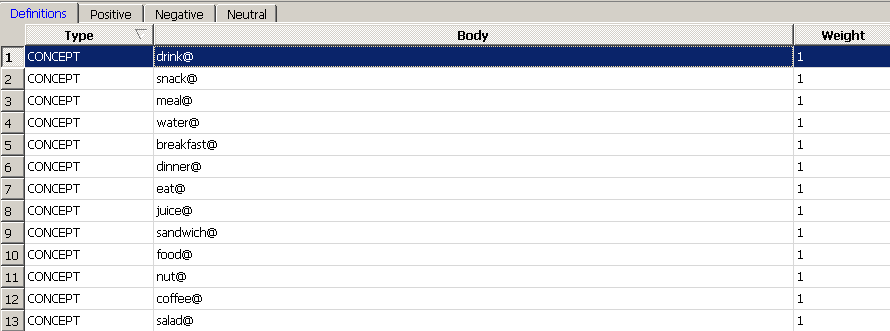 Definitions Positive Negative Neutral
Type Body Weight
1 CONCEPT drink@ 1
2 CONCEPT snack@ 1
3 CONCEPT meal@ 1
4 CONCEPT water@ 1
5 CONCEPT breakfast@ 1
6 CONCEPT dinner@ 1
7 CONCEPT eat@ 1
8 CONCEPT juice@ 1
9 CONCEPT sandwich@ 1
10 CONCEPT food@ 1
11 CONCEPT nut@ 1
12 CONCEPT coffee@ 1
13 CONCEPT salad@ 1